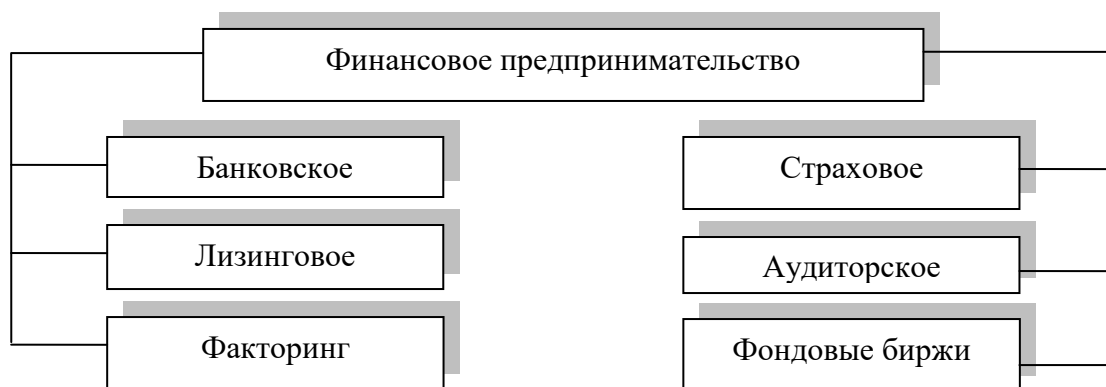 Финансовое предпринимательство
Банковское
Страховое
Лизинговое
Аудиторское
Факторинг
Фондовые биржи